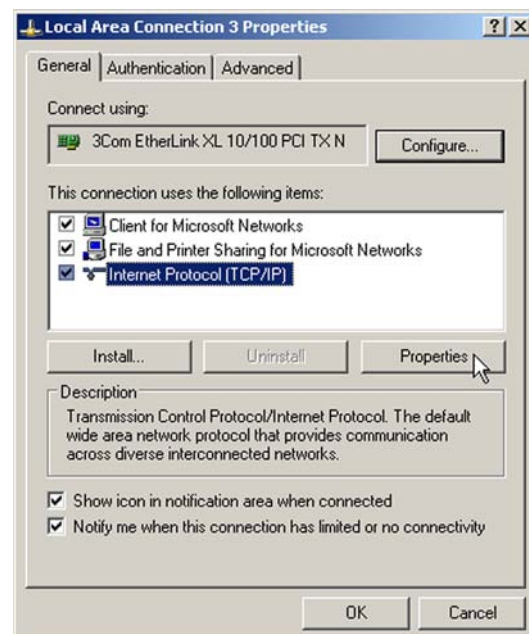 Local Area Connection 3 Properties
General
Authentication
Advanced
Connect using:
3Com EtherLink XL 10/100 PCI TX N
Configure...
This connection uses the following items:
Client for Microsoft Networks
File and Printer Sharing for Microsoft Networks
Internet Protocol (TCP/IP)
Install...
Uninstall
Properties
Description
Transmission Control Protocol/Internet Protocol. The default
wide area network protocol that provides communication
across diverse interconnected networks.
Show icon in notification area when connected
Notify me when this connection has limited or no connectivity
OK
Cancel